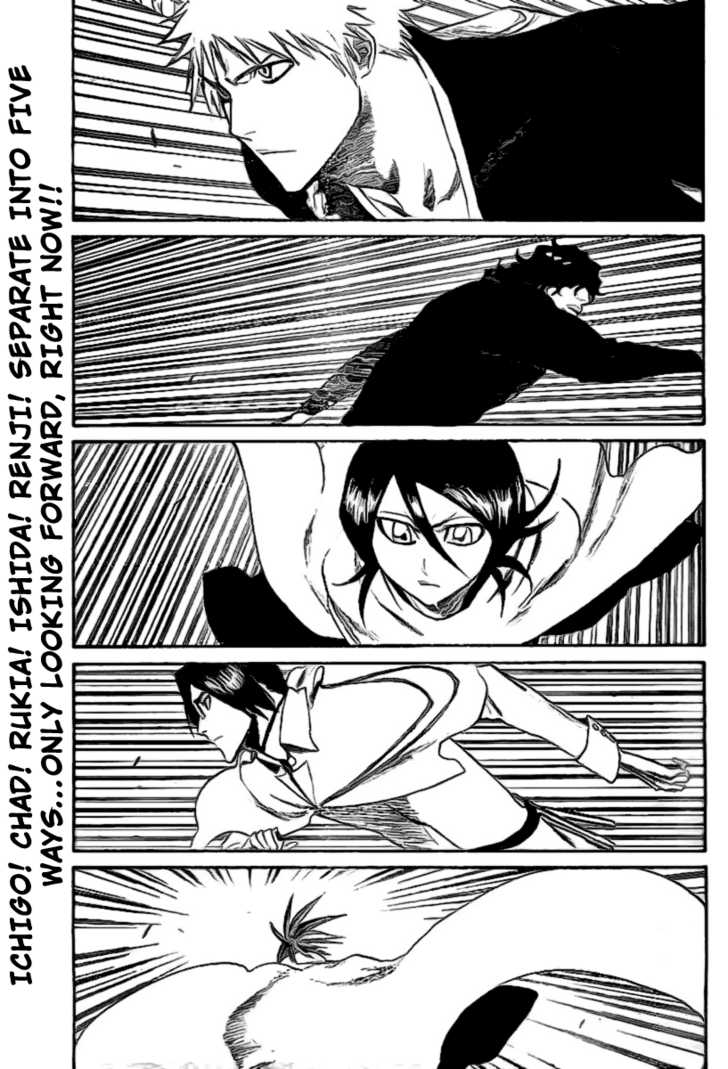 ICHIGO! CHAD! RUKIA! ISHIDA! RENJI! SEPARATE INTO FIVE
WAYS...ONLY LOOKING FORWARD, RIGHT NOW!!